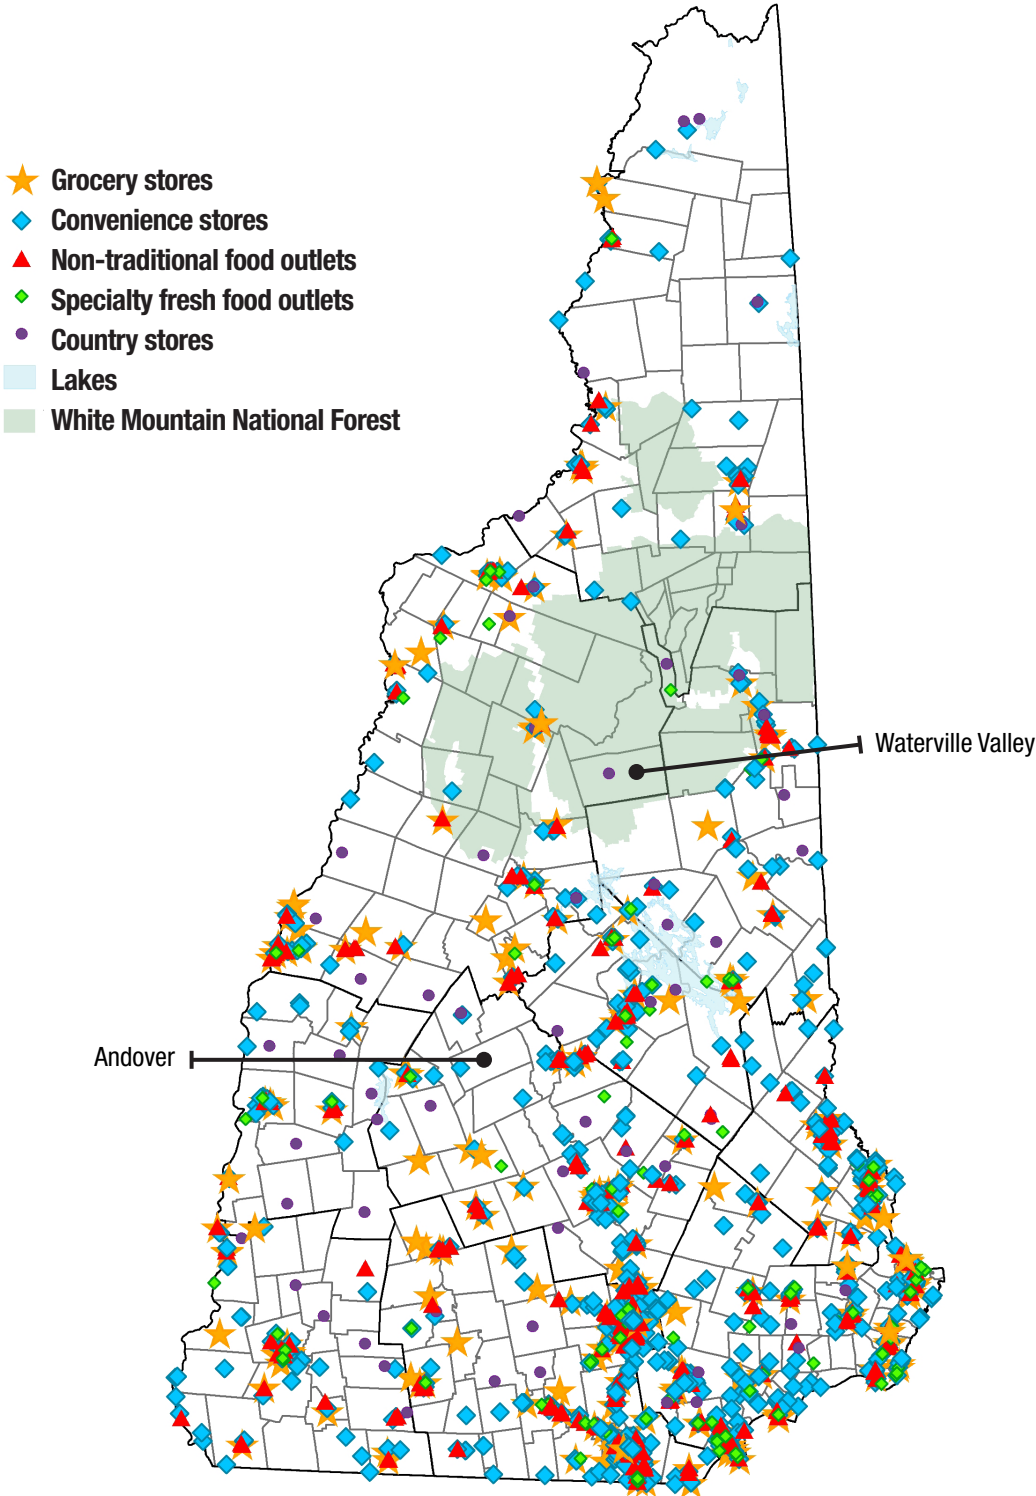 Grocery stores
Convenience stores
Non-traditional food outlets
Specialty fresh food outlets
Country stores
Lakes
White Mountain National Forest
Waterville Valley
Andover